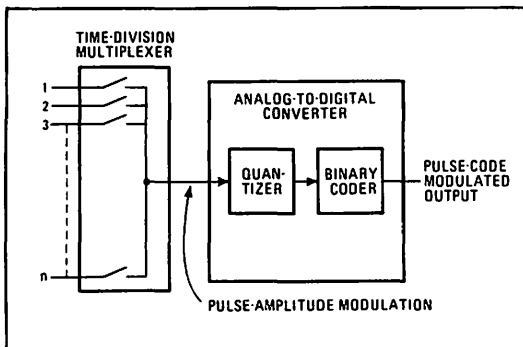 TIME-DIVISION
MULTIPLEXER
1
2
3
n
ANALOG-TO-DIGITAL
CONVERTER
QUAN-
TIZER
BINARY
CODER
PULSE-CODE
MODULATED
OUTPUT
PULSE-AMPLITUDE MODULATION